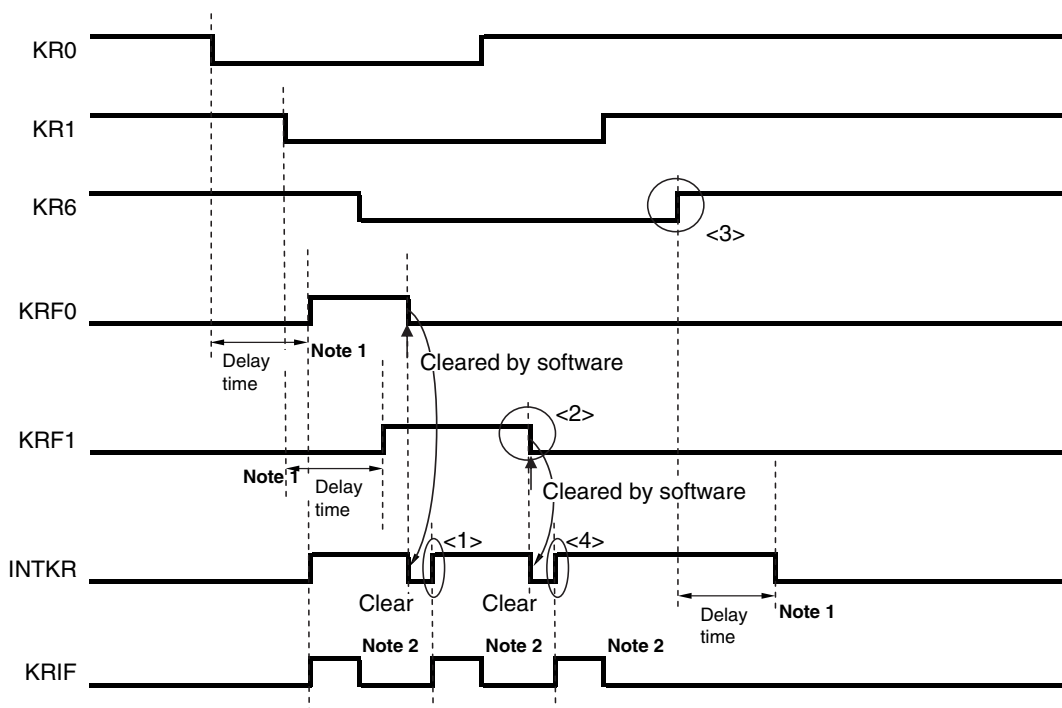 KR0
KR1
KR6
<3>
KRF0
Delay
time
Note 1
Cleared by software
KRF1
<2>
Note 1
Delay
time
Cleared by software
INTKR
<1>
<4>
Clear
Clear
Delay
time
Note 1
KRIF
Note 2
Note 2
Note 2